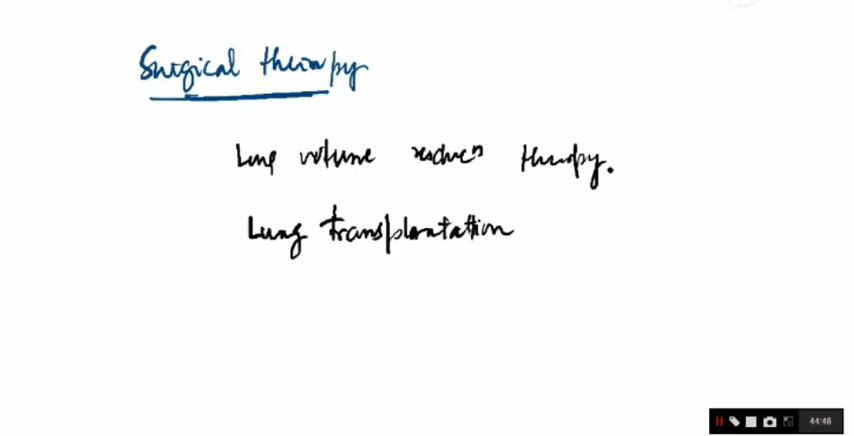 Surgical therapy
Lung volume reducⁿ therapy.
Lung transplantation
44:48